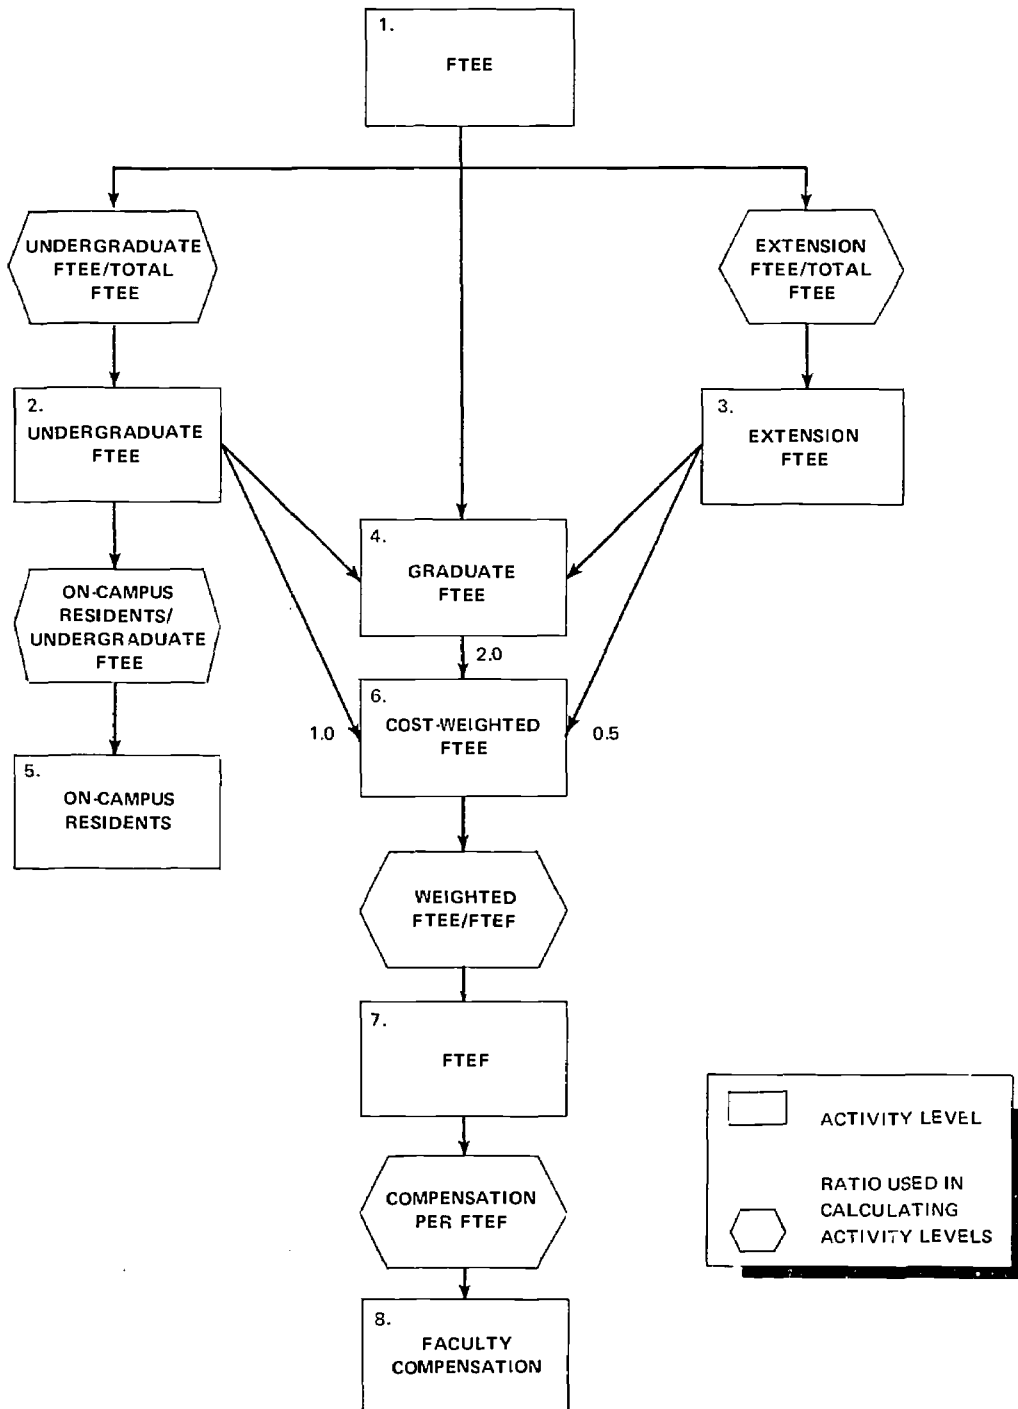 1.
FTEE
UNDERGRADUATE
FTEE/TOTAL
FTEE
EXTENSION
FTEE/TOTAL
FTEE
2.
UNDERGRADUATE
FTEE
3.
EXTENSION
FTEE
4.
GRADUATE
FTEE
ON-CAMPUS
RESIDENTS/
UNDERGRADUATE
FTEE
2.0
6.
COST-WEIGHTED
FTEE
1.0
0.5
5.
ON-CAMPUS
RESIDENTS
WEIGHTED
FTEE/FTEF
7.
FTEF
COMPENSATION
PER FTEF
8.
FACULTY
COMPENSATION
ACTIVITY LEVEL
RATIO USED IN
CALCULATING
ACTIVITY LEVELS